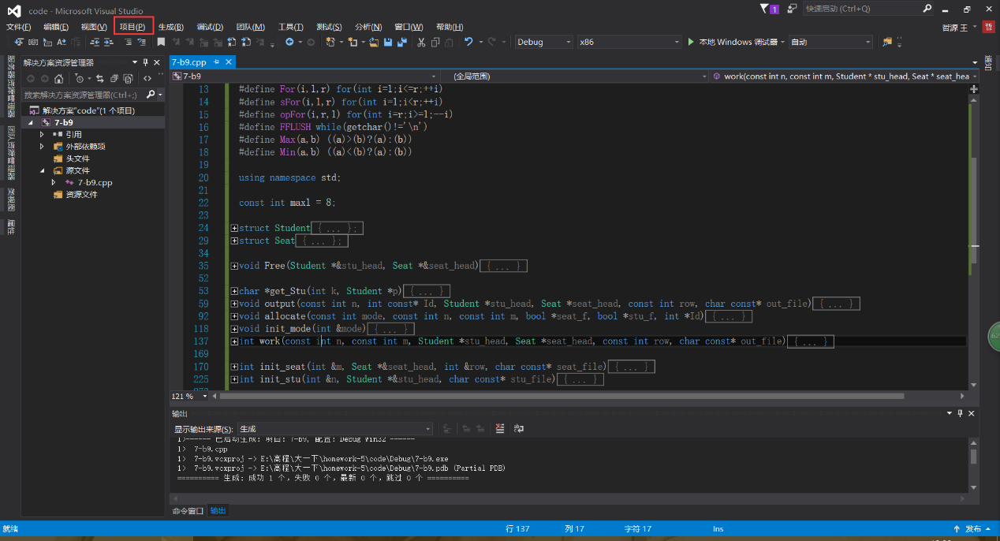 code - Microsoft Visual Studio
1
快速启动 (Ctrl+Q)
文件(F) 编辑(E) 视图(V) 项目(P) 生成(B) 调试(D) 团队(M) 工具(T) 测试(S) 分析(N) 窗口(W) 帮助(H)
哲源 王
哲
Debug x86 本地 Windows 调试器 自动
解决方案资源管理器
搜索解决方案资源管理器(Ctrl+;)
解决方案"code"(1 个项目)
7-b9
引用
外部依赖项
头文件
源文件
7-b9.cpp
资源文件
7-b9.cpp
7-b9 (全局范围) work(const int n, const int m, Student * stu_head, Seat * seat_hea
13 #define For(i,l,r) for(int i=l;i<=r;++i)
14 #define sFor(i,l,r) for(int i=l;i<r;++i)
15 #define opFor(i,r,l) for(int i=r;i>=l;--i)
16 #define FFLUSH while(getchar()!='\n')
17 #define Max(a,b) ((a)>(b)?(a):(b))
18 #define Min(a,b) ((a)<(b)?(a):(b))
19
20 using namespace std;
21
22 const int maxl = 8;
23
24 struct Student{ ... };
29 struct Seat{ ... };
34
35 void Free(Student *&stu_head, Seat *&seat_head){ ... }
52
53 char *get_Stu(int k, Student *p){ ... }
59 void output(const int n, int const* Id, Student *stu_head, Seat *seat_head, const int row, char const* out_file){ ... }
92 void allocate(const int mode, const int n, const int m, bool *seat_f, bool *stu_f, int *Id){ ... }
118 void init_mode(int &mode){ ... }
137 int work(const int n, const int m, Student *stu_head, Seat *seat_head, const int row, char const* out_file){ ... }
169
170 int init_seat(int &m, Seat *&seat_head, int &row, char const* seat_file){ ... }
225 int init_stu(int &n, Student *&stu_head, char const* stu_file){ ... }
121 %
输出
显示输出来源(S): 生成
1>------ 已启动生成: 项目: 7-b9, 配置: Debug Win32 ------
1> 7-b9.cpp
1> 7-b9.vcxproj -> E:\高程\大一下\honework-5\code\Debug\7-b9.exe
1> 7-b9.vcxproj -> E:\高程\大一下\honework-5\code\Debug\7-b9.pdb (Partial PDB)
========== 生成: 成功 1 个，失败 0 个，最新 0 个，跳过 0 个 ==========
命令窗口 输出
就绪 行 137 列 17 字符 17 Ins 发布